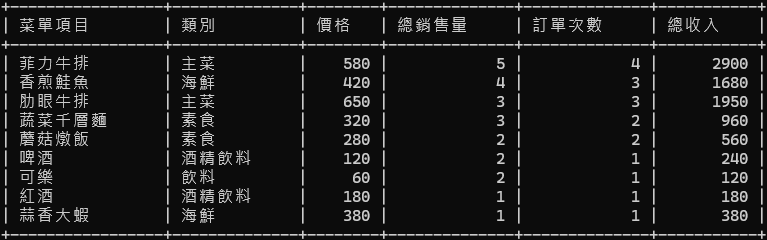 菜單項目 | 類別 | 價格 | 總銷售量 | 訂單次數 | 總收入
菲力牛排 | 主菜 | 580 | 5 | 4 | 2900
香煎鮭魚 | 海鮮 | 420 | 4 | 3 | 1680
肋眼牛排 | 主菜 | 650 | 3 | 3 | 1950
蔬菜千層麵 | 素食 | 320 | 3 | 2 | 960
蘑菇燉飯 | 素食 | 280 | 2 | 2 | 560
啤酒 | 酒精飲料 | 120 | 2 | 1 | 240
可樂 | 飲料 | 60 | 2 | 1 | 120
紅酒 | 酒精飲料 | 180 | 1 | 1 | 180
蒜香大蝦 | 海鮮 | 380 | 1 | 1 | 380